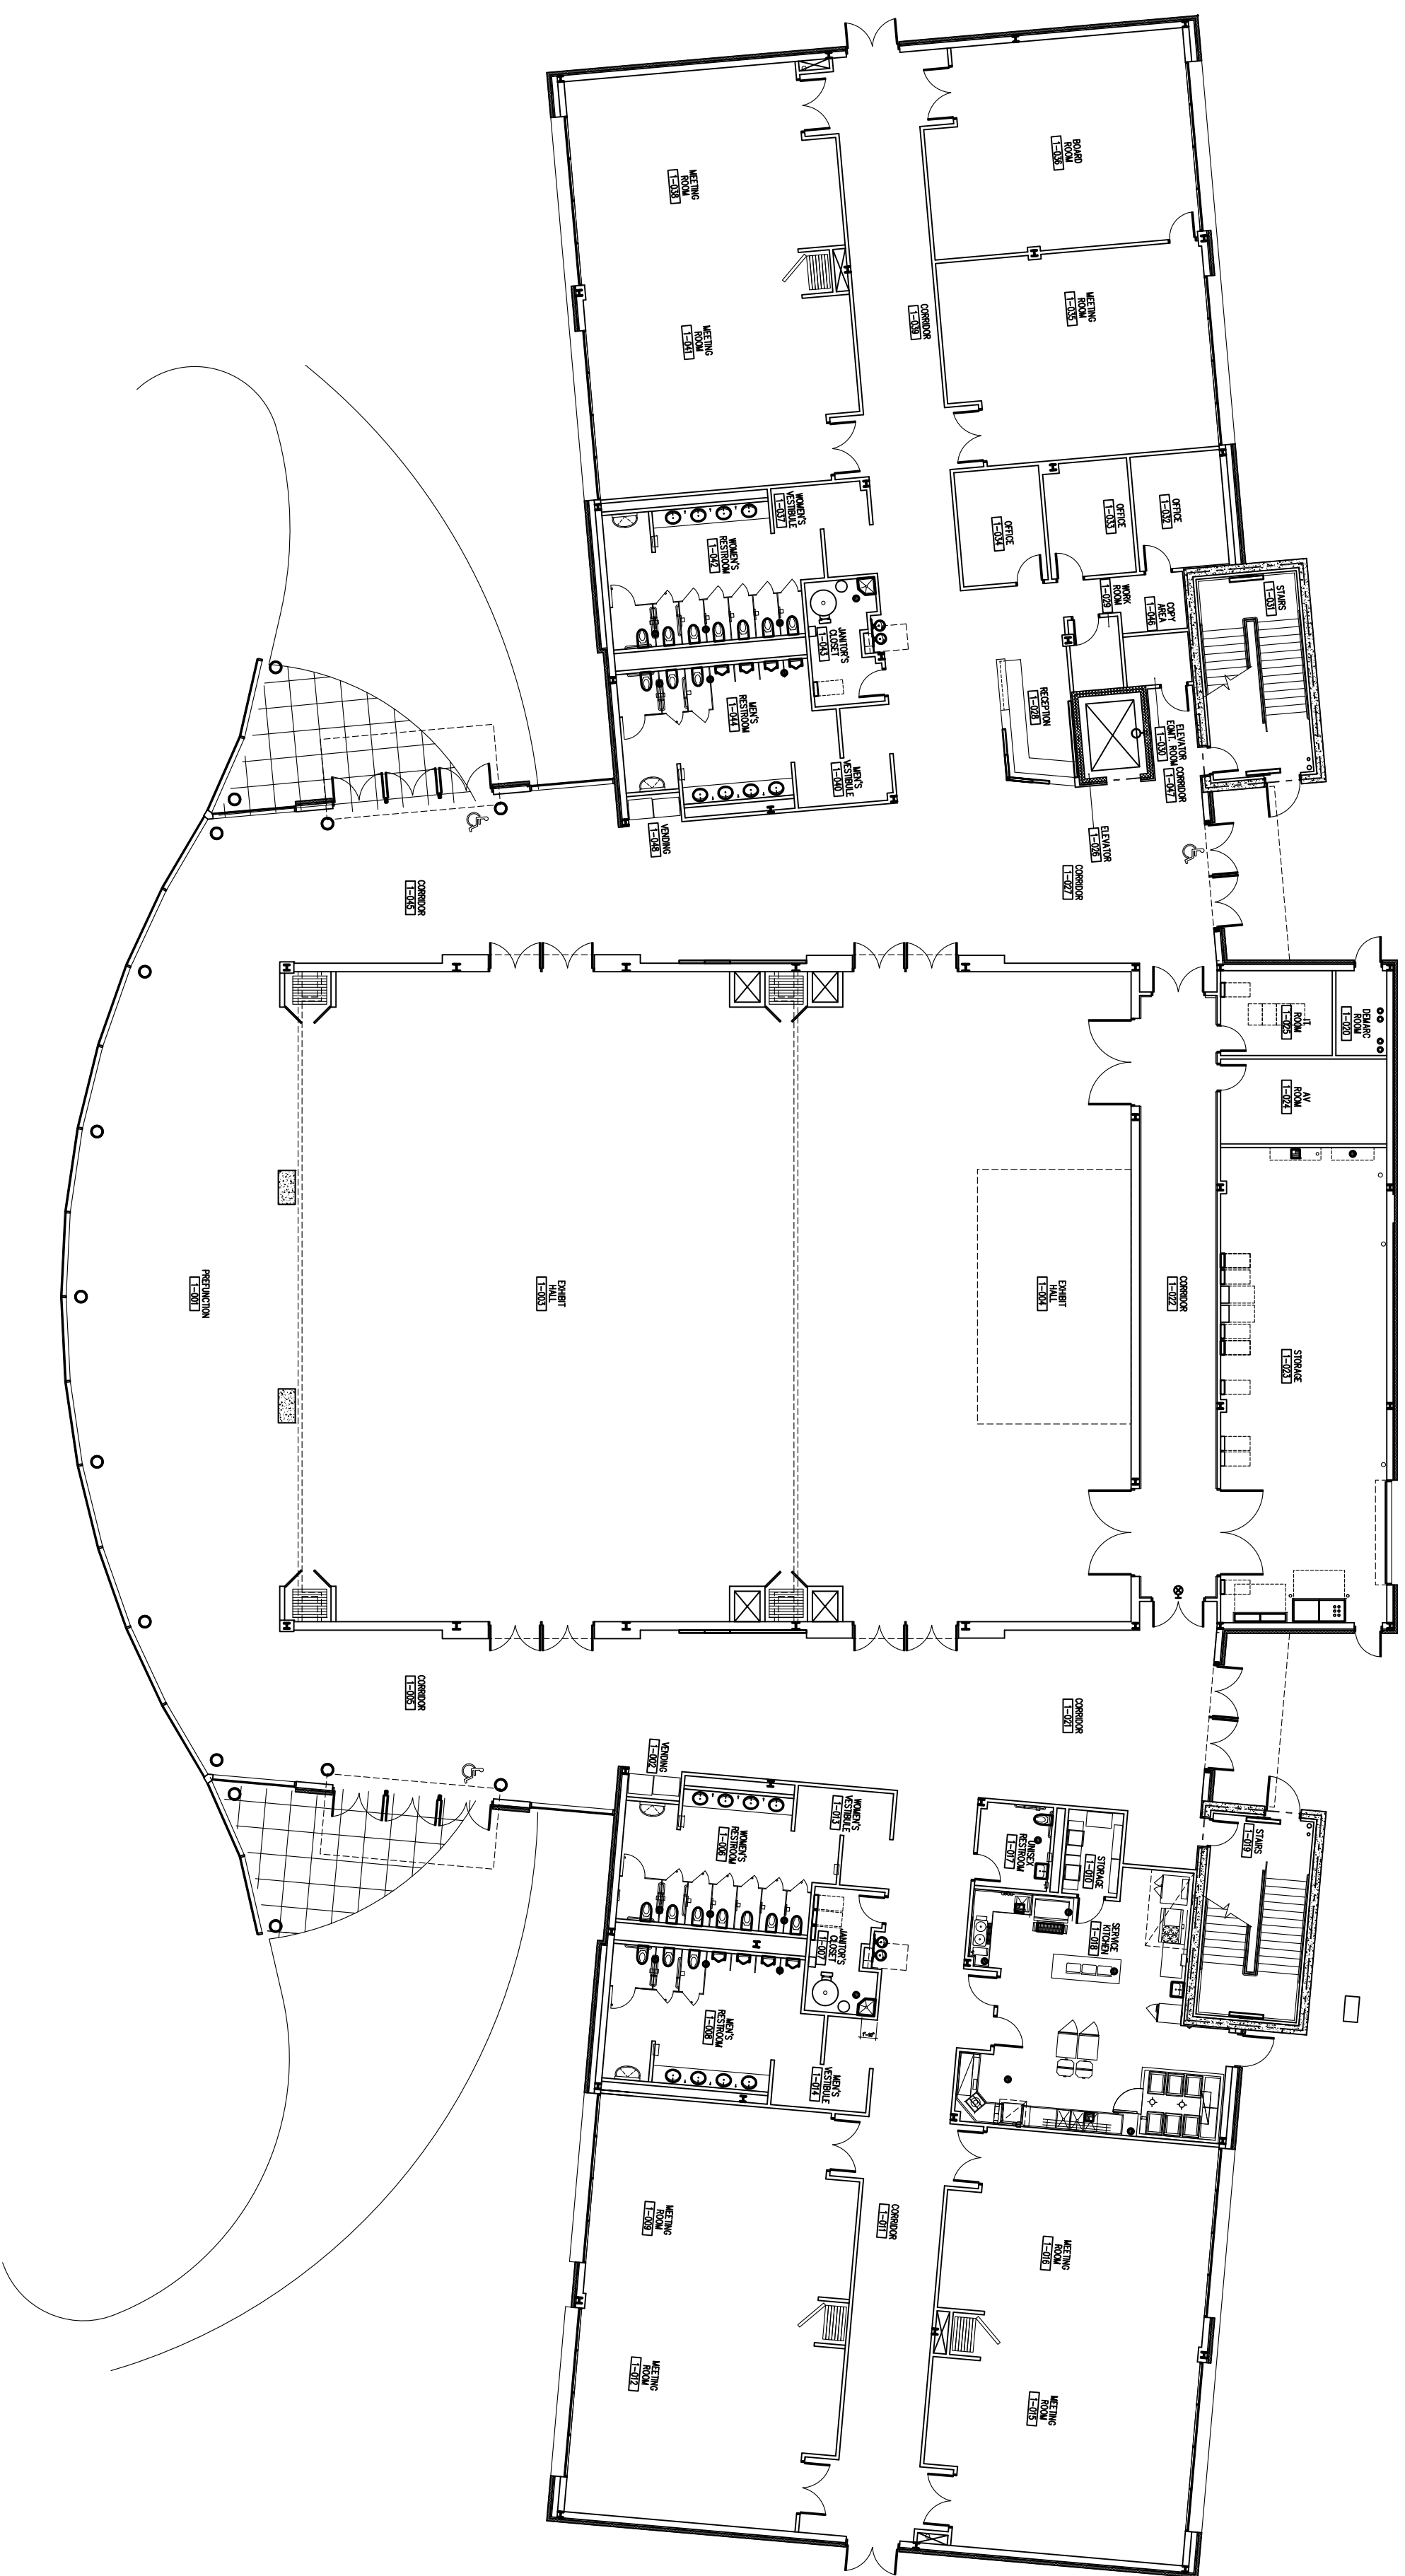 BOARD
ROOM
1-036
MEETING
ROOM
1-038
MEETING
ROOM
1-035
CORRIDOR
1-039
MEETING
ROOM
1-041
OFFICE
1-032
OFFICE
1-033
OFFICE
1-034
WOMEN'S
VESTIBULE
1-037
WOMEN'S
RESTROOM
1-042
STAIRS
1-031
WORK
ROOM
1-029
COPY
AREA
1-046
JANITOR'S
CLOSET
1-043
RECEPTION
1-028
MEN'S
RESTROOM
1-044
ELEVATOR
EQMT. ROOM
1-030
CORRIDOR
1-047
MEN'S
VESTIBULE
1-040
VENDING
1-048
ELEVATOR
1-026
CORRIDOR
1-027
CORRIDOR
1-045
DEMARC
ROOM
1-020
IT
ROOM
1-025
AV
ROOM
1-024
PREFUNCTION
1-001
EXHIBIT
HALL
1-003
EXHIBIT
HALL
1-004
CORRIDOR
1-022
STORAGE
1-023
CORRIDOR
1-005
CORRIDOR
1-021
VENDING
1-002
WOMEN'S
VESTIBULE
1-013
WOMEN'S
RESTROOM
1-006
UNISEX
RESTROOM
1-017
STORAGE
1-010
STAIRS
1-019
SERVICE
KITCHEN
1-018
JANITOR'S
CLOSET
1-007
MEN'S
RESTROOM
1-008
MEN'S
VESTIBULE
1-014
MEETING
ROOM
1-009
CORRIDOR
1-011
MEETING
ROOM
1-016
MEETING
ROOM
1-012
MEETING
ROOM
1-015